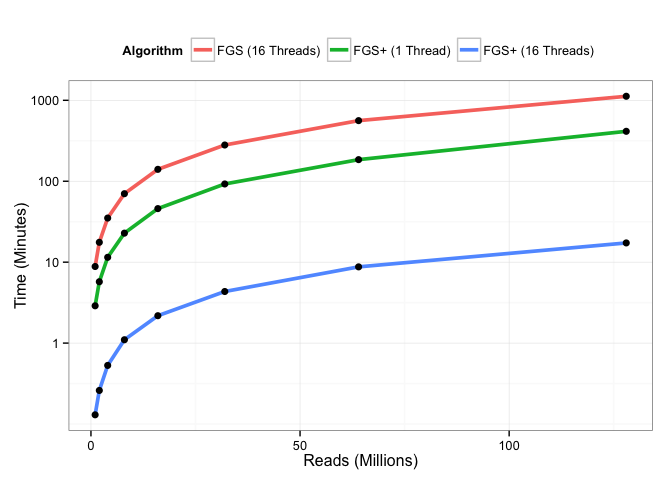 Algorithm FGS (16 Threads) FGS+ (1 Thread) FGS+ (16 Threads)
1000
100
10
1
Time (Minutes)
0 50 100
Reads (Millions)